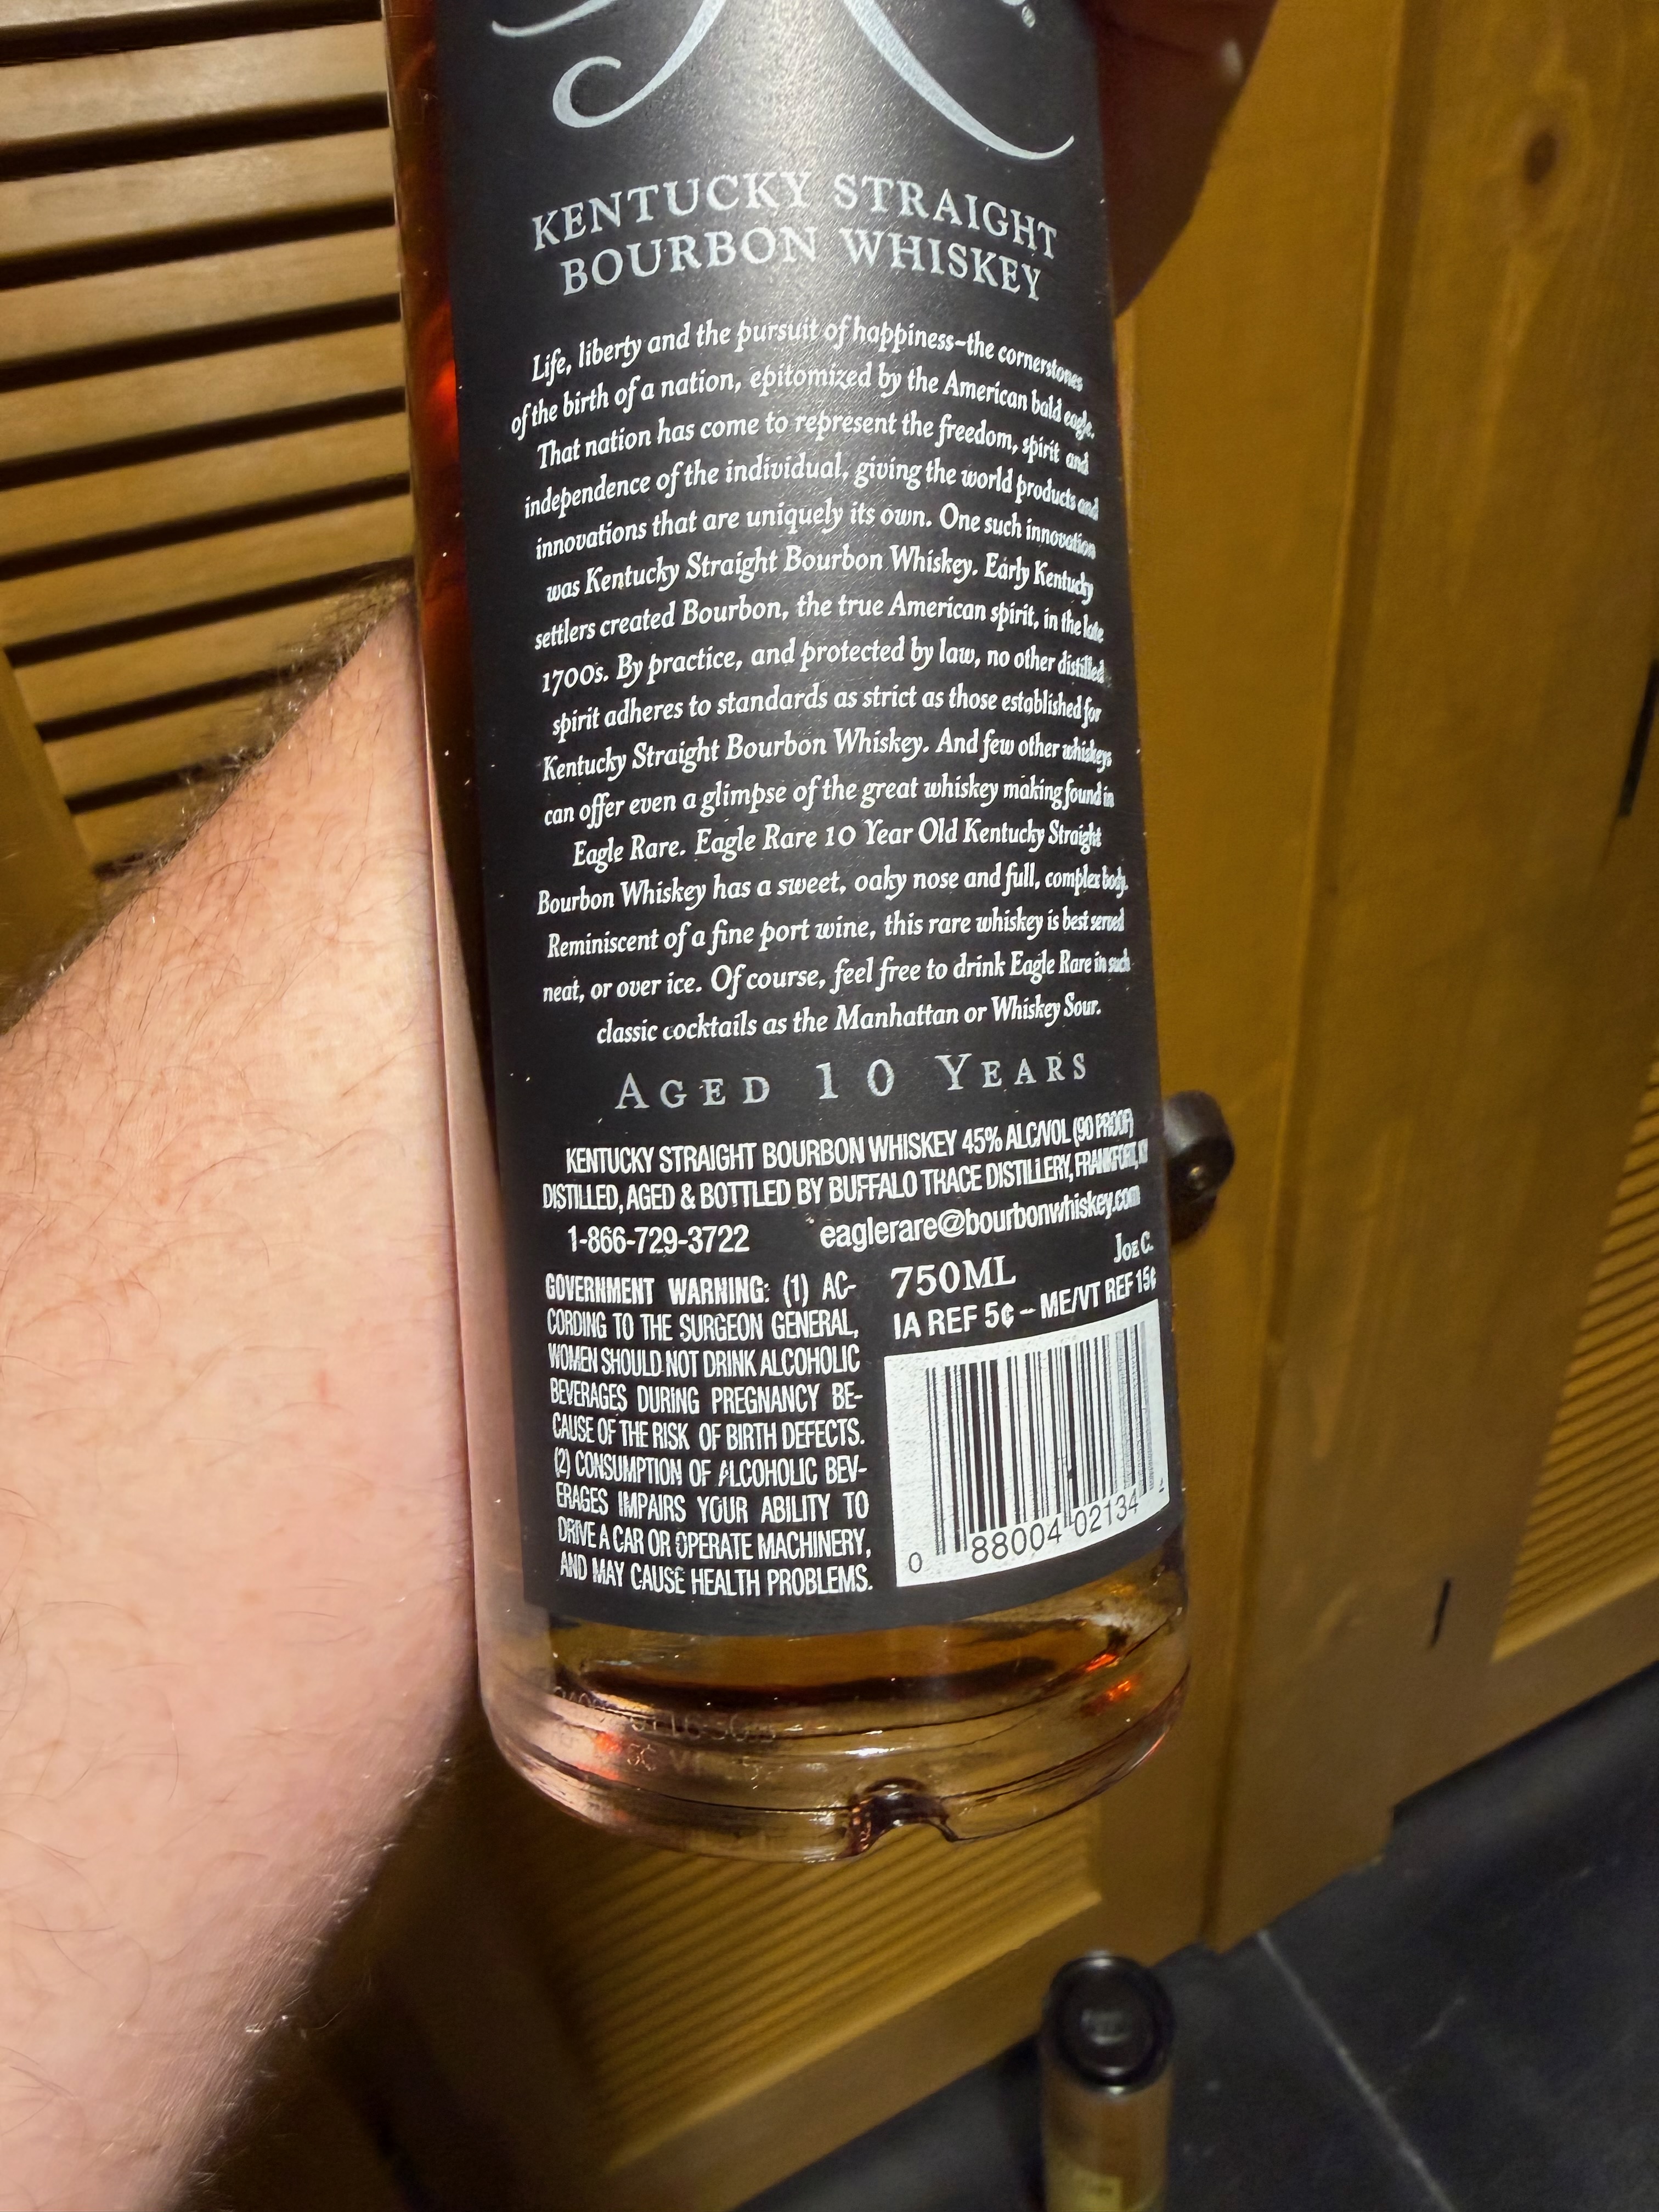 KENTUCKY STRAIGHT
BOURBON WHISKEY
Life, liberty and the pursuit of happiness-the cornerstones
of the birth of a nation, epitomized by the American bald eagle.
That nation has come to represent the freedom, spirit and
independence of the individual, giving the world products and
innovations that are uniquely its own. One such innovation
was Kentucky Straight Bourbon Whiskey. Early Kentucky
settlers created Bourbon, the true American spirit, in the late
1700s. By practice, and protected by law, no other distilled
spirit adheres to standards as strict as those established for
Kentucky Straight Bourbon Whiskey. And few other whiskeys
can offer even a glimpse of the great whiskey making found in
Eagle Rare. Eagle Rare 10 Year Old Kentucky Straight
Bourbon Whiskey has a sweet, oaky nose and full, complex body.
Reminiscent of a fine port wine, this rare whiskey is best served
neat, or over ice. Of course, feel free to drink Eagle Rare in such
classic cocktails as the Manhattan or Whiskey Sour.
AGED 10 YEARS
KENTUCKY STRAIGHT BOURBON WHISKEY 45% ALC/VOL (90 PROOF)
DISTILLED, AGED & BOTTLED BY BUFFALO TRACE DISTILLERY, FRANKFORT, KY
1-866-729-3722 eaglerare@bourbonwhiskey.com
GOVERNMENT WARNING: (1) AC-
CORDING TO THE SURGEON GENERAL,
WOMEN SHOULD NOT DRINK ALCOHOLIC
BEVERAGES DURING PREGNANCY BE-
CAUSE OF THE RISK OF BIRTH DEFECTS.
(2) CONSUMPTION OF ALCOHOLIC BEV-
ERAGES IMPAIRS YOUR ABILITY TO
DRIVE A CAR OR OPERATE MACHINERY,
AND MAY CAUSE HEALTH PROBLEMS.
750ML
JOE C.
IA REF 5¢ -- ME/VT REF 15¢
0 88004 02134